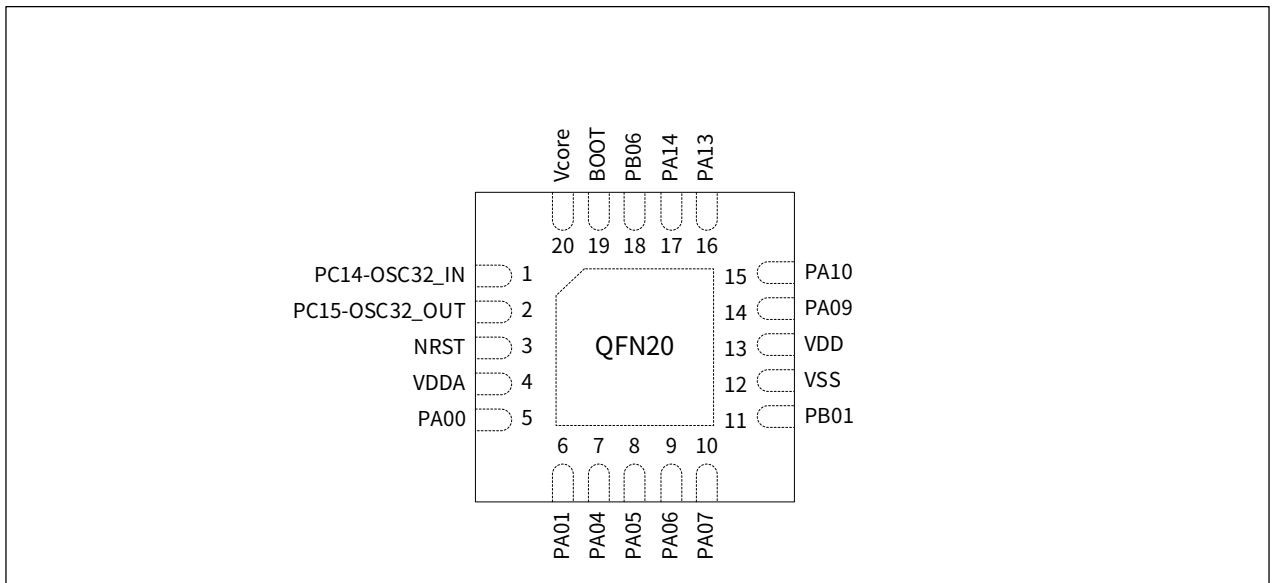 Vcore
BOOT
PB06
PA14
PA13
20 19 18 17 16
PC14-OSC32_IN 1
PC15-OSC32_OUT 2
NRST 3
VDDA 4
PA00 5
QFN20
15 PA10
14 PA09
13 VDD
12 VSS
11 PB01
6 7 8 9 10
PA01
PA04
PA05
PA06
PA07